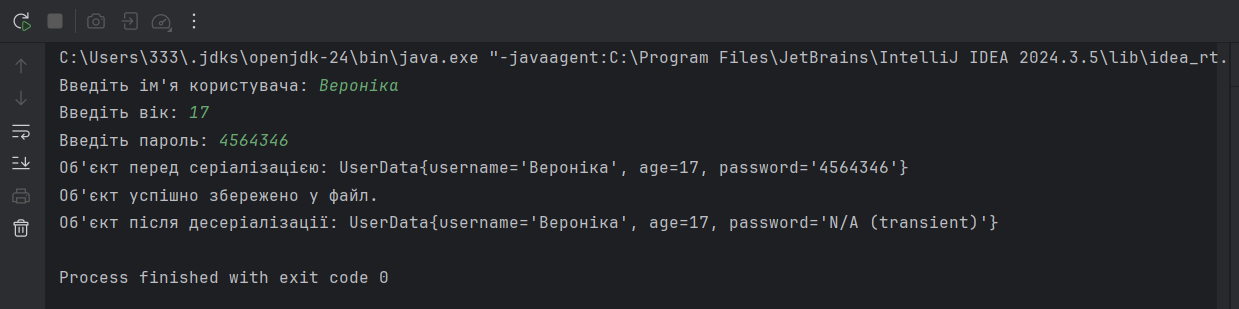 C:\Users\333\.jdks\openjdk-24\bin\java.exe "-javaagent:C:\Program Files\JetBrains\IntelliJ IDEA 2024.3.5\lib\idea_rt.
Введіть ім'я користувача: Вероніка
Введіть вік: 17
Введіть пароль: 4564346
Об'єкт перед серіалізацією: UserData{username='Вероніка', age=17, password='4564346'}
Об'єкт успішно збережено у файл.
Об'єкт після десеріалізації: UserData{username='Вероніка', age=17, password='N/A (transient)'}
Process finished with exit code 0